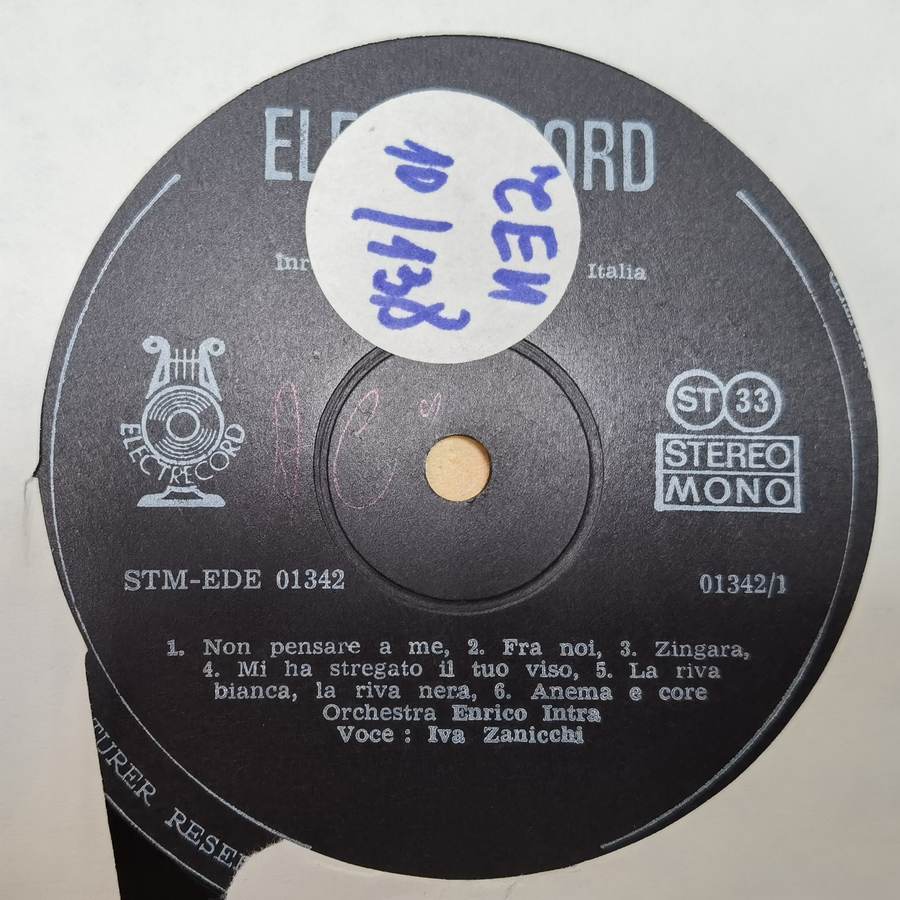 EL ORD
10/438
ZEN
Inr Italia
ELECTRECORD
ST 33
STEREO
MONO
STM-EDE 01342
01342/1
1. Non pensare a me, 2. Fra noi, 3. Zingara,
4. Mi ha stregato il tuo viso, 5. La riva
bianca, la riva nera, 6. Anema e core
Orchestra Enrico Intra
Voce : Iva Zanicchi
TURER RESE